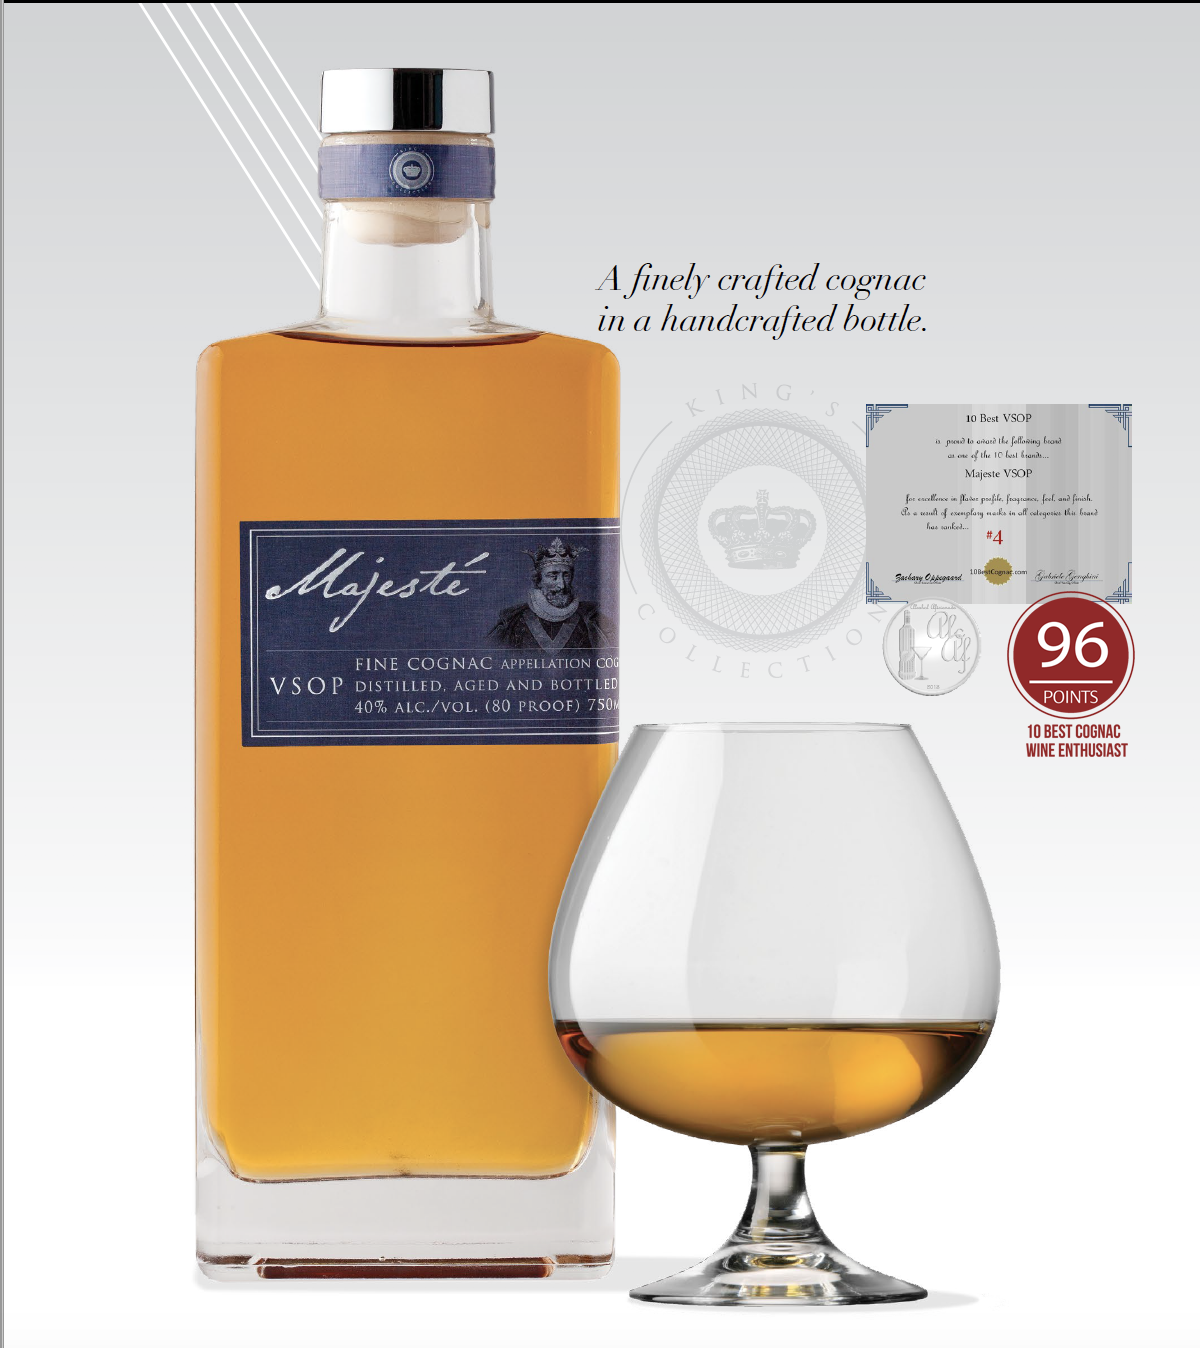 A finely crafted cognac
in a handcrafted bottle.
KING'S
COLLECTION
Majesté
FINE COGNAC APPELLATION COG
VSOP DISTILLED, AGED AND BOTTLED
40% ALC./VOL. (80 PROOF) 750M
10 Best VSOP
is proud to award the following brand
as one of the 10 best brands...
Majeste VSOP
for excellence in flavor profile, fragrance, feel, and finish.
As a result of exemplary marks in all categories this brand
has ranked...
#4
Zachary Oppegaard
10BestCognac.com
Alcohol Aficionado
96
POINTS
10 BEST COGNAC
WINE ENTHUSIAST